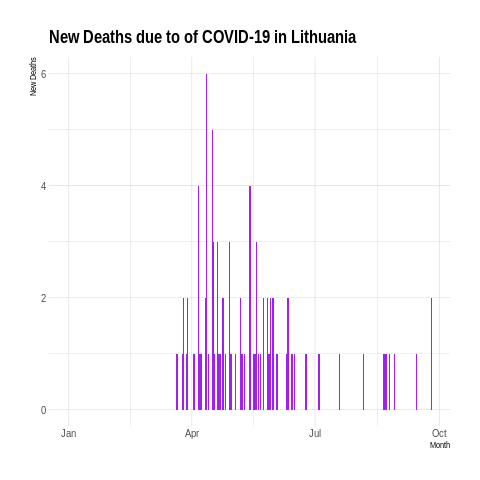 New Deaths due to of COVID-19 in Lithuania
New Deaths
6
4
2
0
Jan Apr Jul Oct
Month